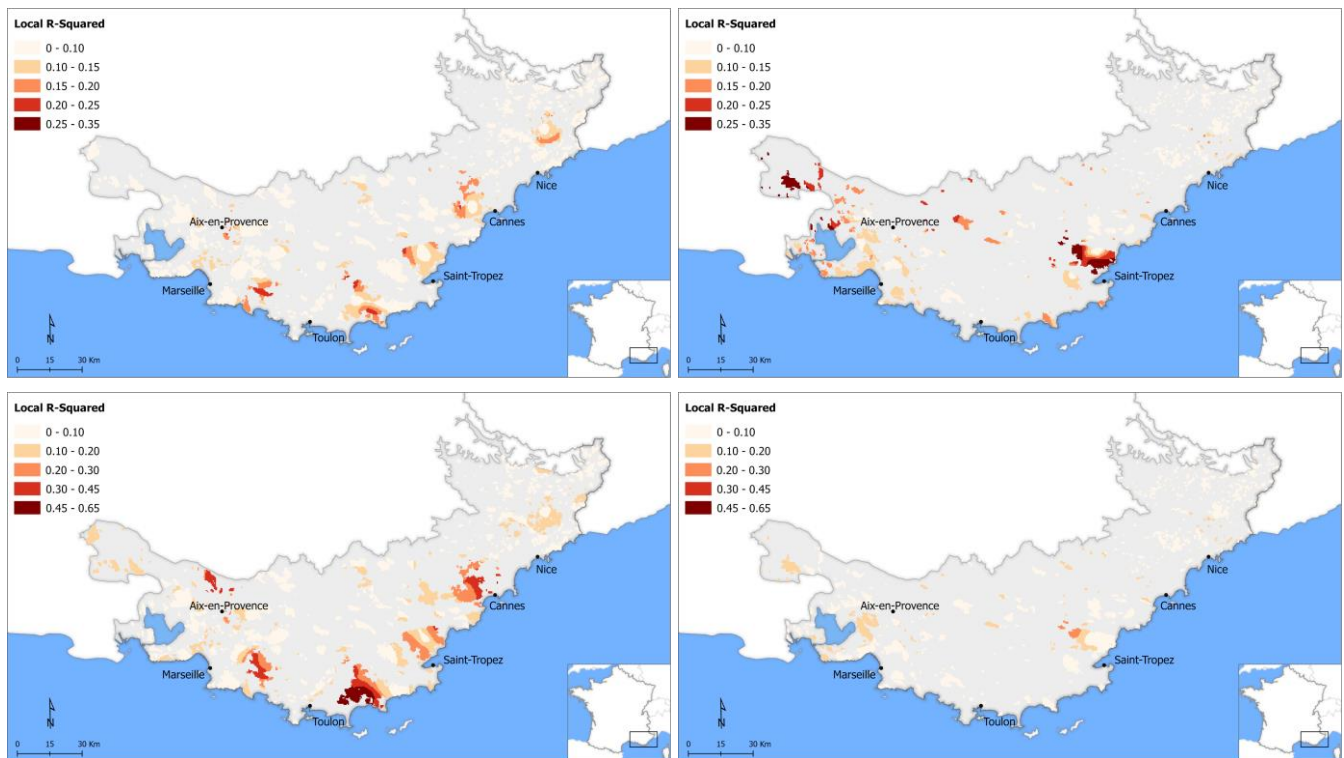 Local R-Squared
0 - 0.10
0.10 - 0.15
0.15 - 0.20
0.20 - 0.25
0.25 - 0.35
Nice
Cannes
Aix-en-Provence
Saint-Tropez
Marseille
Toulon
N
0 15 30 Km
Local R-Squared
0 - 0.10
0.10 - 0.15
0.15 - 0.20
0.20 - 0.25
0.25 - 0.35
Nice
Cannes
Aix-en-Provence
Saint-Tropez
Marseille
Toulon
N
0 15 30 Km
Local R-Squared
0 - 0.10
0.10 - 0.20
0.20 - 0.30
0.30 - 0.45
0.45 - 0.65
Nice
Cannes
Aix-en-Provence
Saint-Tropez
Marseille
Toulon
N
0 15 30 Km
Local R-Squared
0 - 0.10
0.10 - 0.20
0.20 - 0.30
0.30 - 0.45
0.45 - 0.65
Nice
Cannes
Aix-en-Provence
Saint-Tropez
Marseille
Toulon
N
0 15 30 Km